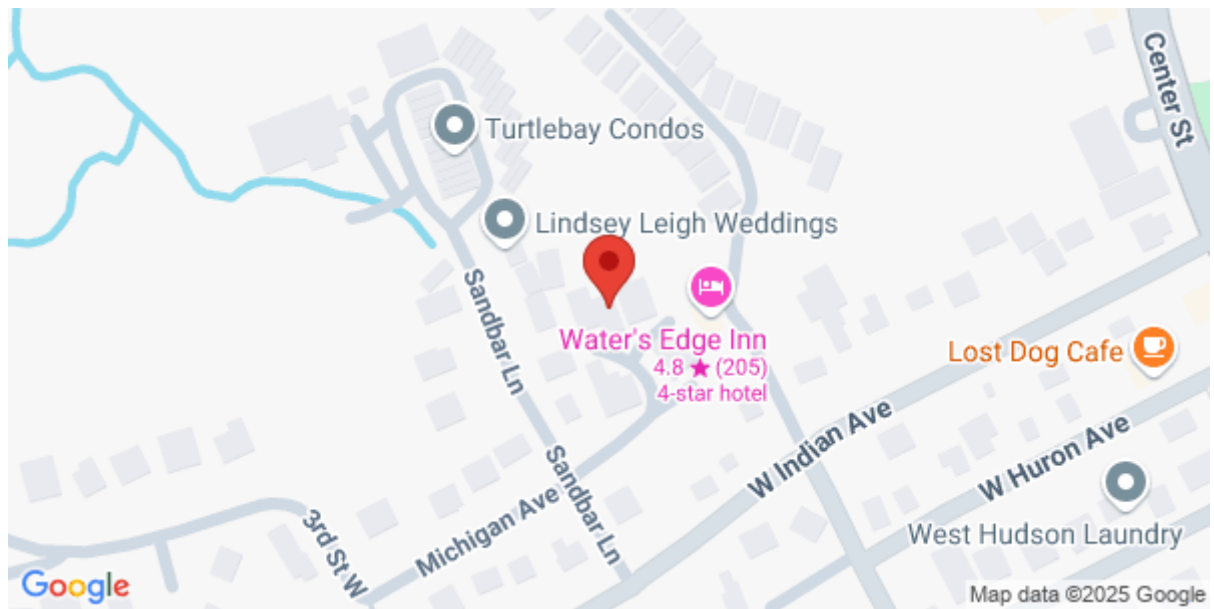 Center St
Turtlebay Condos
Lindsey Leigh Weddings
Sandbar Ln
Water's Edge Inn
4.8 ★ (205)
4-star hotel
Lost Dog Cafe
W Indian Ave
W Huron Ave
Sandbar Ln
Michigan Ave
3rd St W
West Hudson Laundry
Google
Map data ©2025 Google